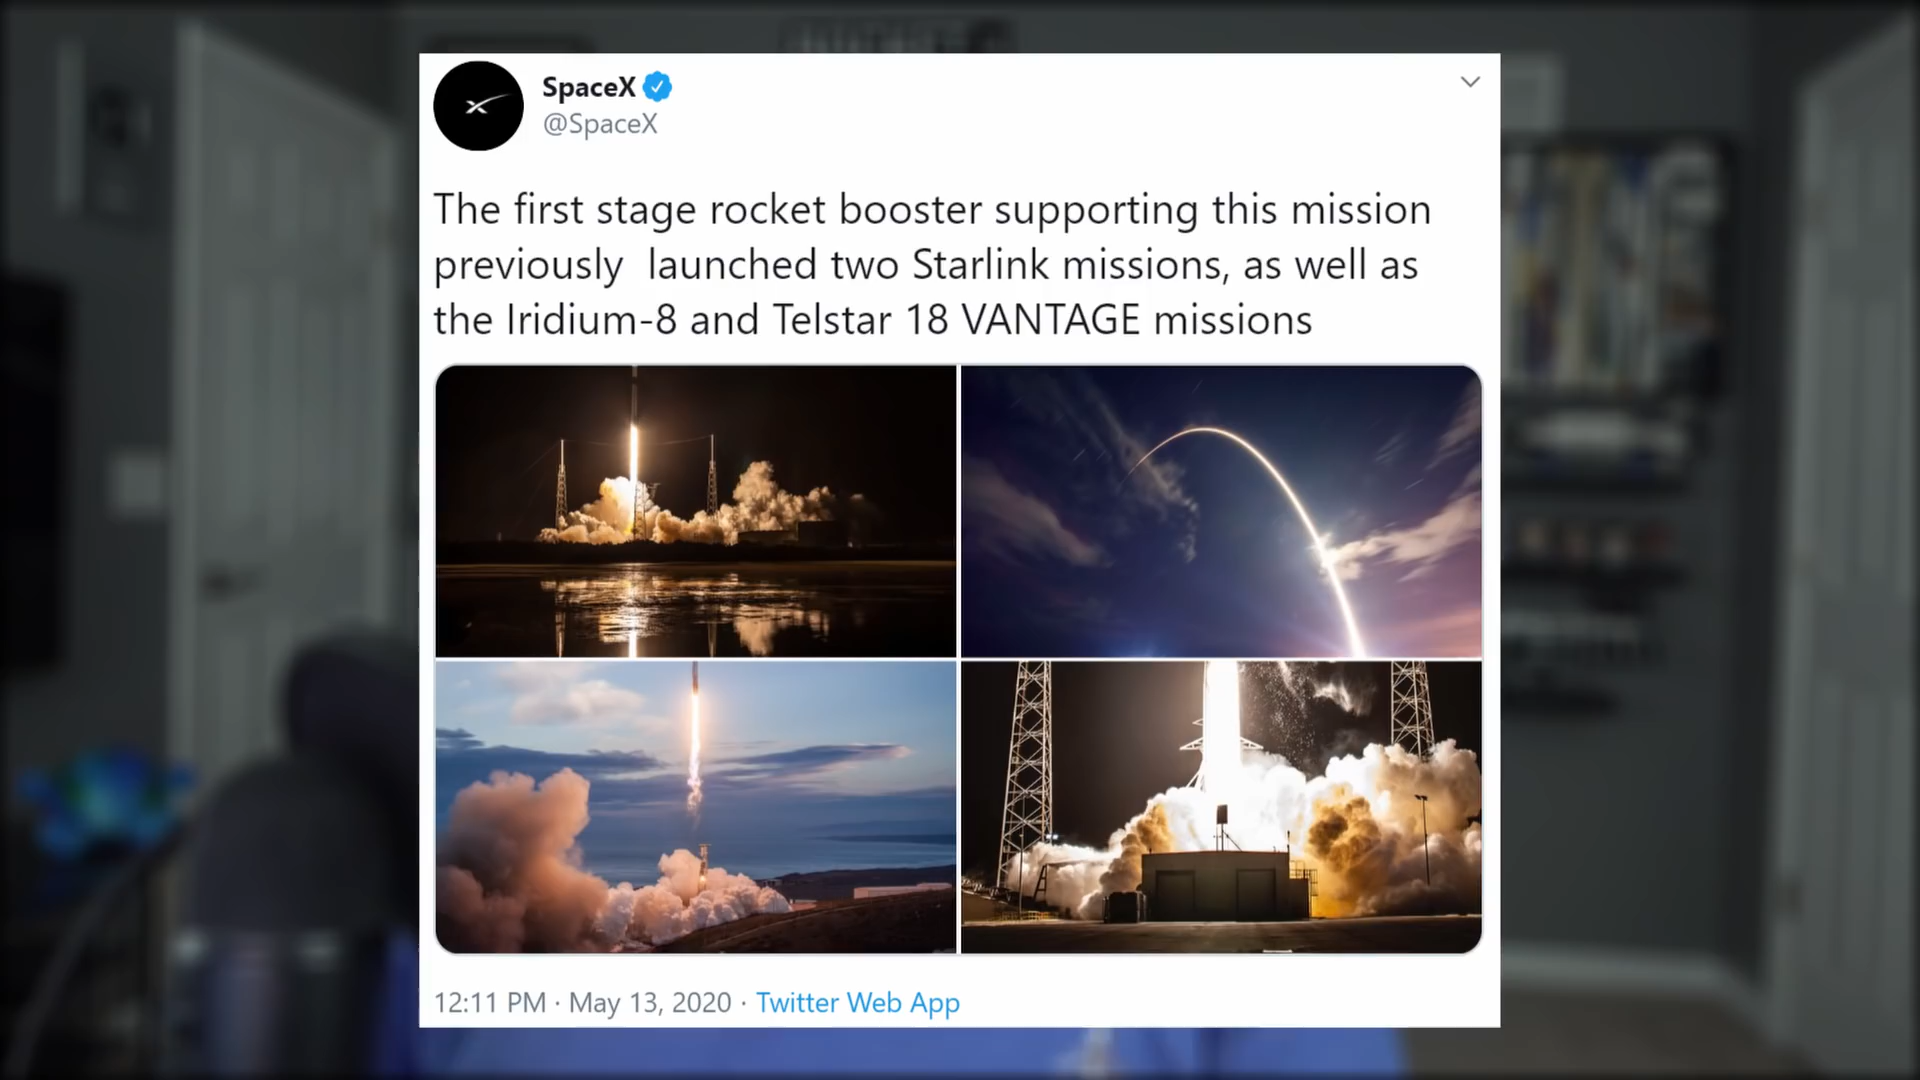 SpaceX
@SpaceX
The first stage rocket booster supporting this mission
previously  launched two Starlink missions, as well as
the Iridium-8 and Telstar 18 VANTAGE missions
12:11 PM · May 13, 2020 · Twitter Web App